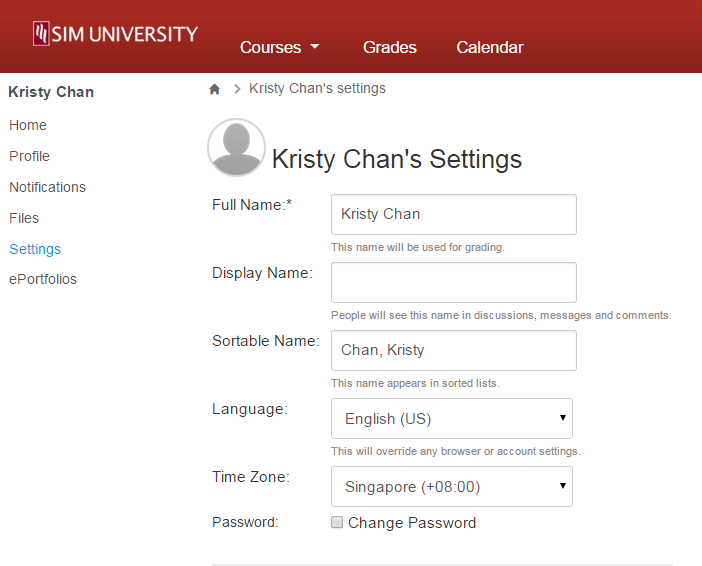 SIM UNIVERSITY
Courses
Grades
Calendar
Kristy Chan
Home
Profile
Notifications
Files
Settings
ePortfolios
Kristy Chan's settings
Kristy Chan's Settings
Full Name:* Kristy Chan
This name will be used for grading.
Display Name:
People will see this name in discussions, messages and comments.
Sortable Name: Chan, Kristy
This name appears in sorted lists.
Language: English (US)
This will override any browser or account settings.
Time Zone: Singapore (+08:00)
Password: Change Password